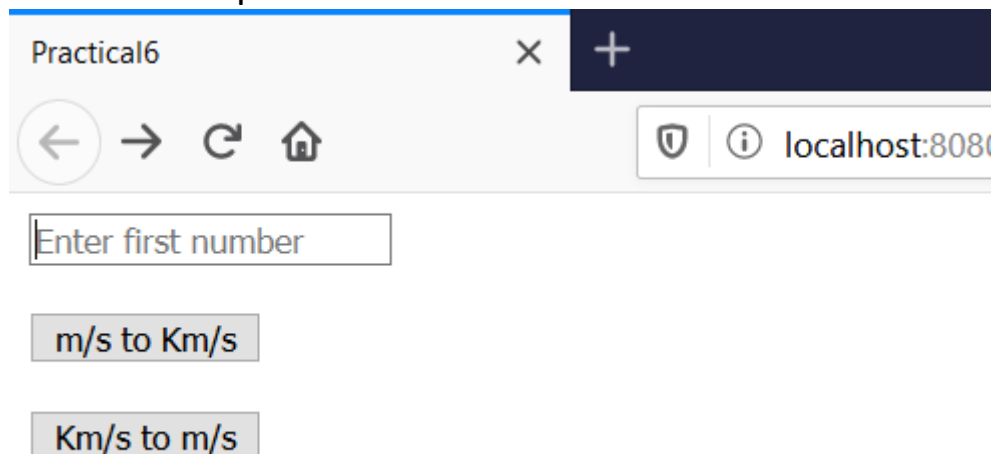 Practical6
localhost:8080
Enter first number
m/s to Km/s
Km/s to m/s